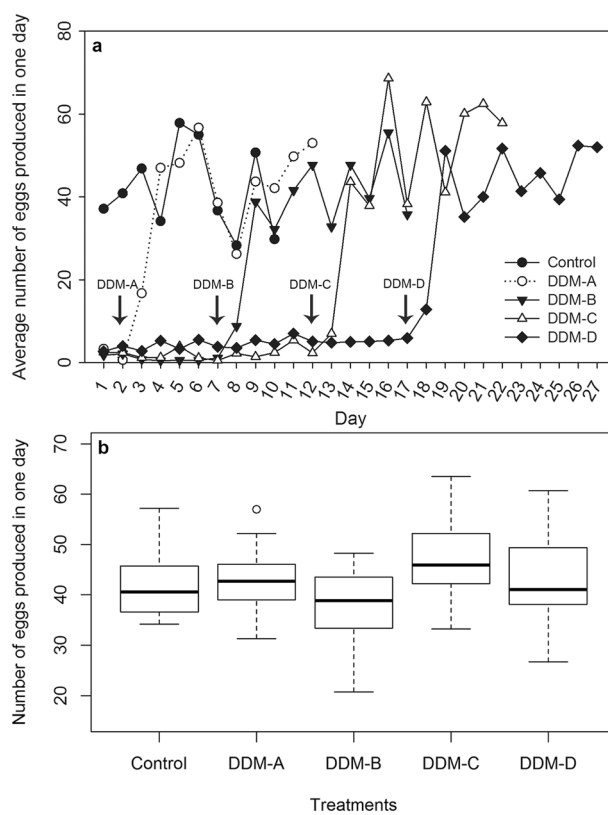 a
Average number of eggs produced in one day
80
60
40
20
0
DDM-A
DDM-B
DDM-C
DDM-D
Control
DDM-A
DDM-B
DDM-C
DDM-D
1 2 3 4 5 6 7 8 9 10 11 12 13 14 15 16 17 18 19 20 21 22 23 24 25 26 27
Day
b
Number of eggs produced in one day
70
60
50
40
30
20
Control DDM-A DDM-B DDM-C DDM-D
Treatments